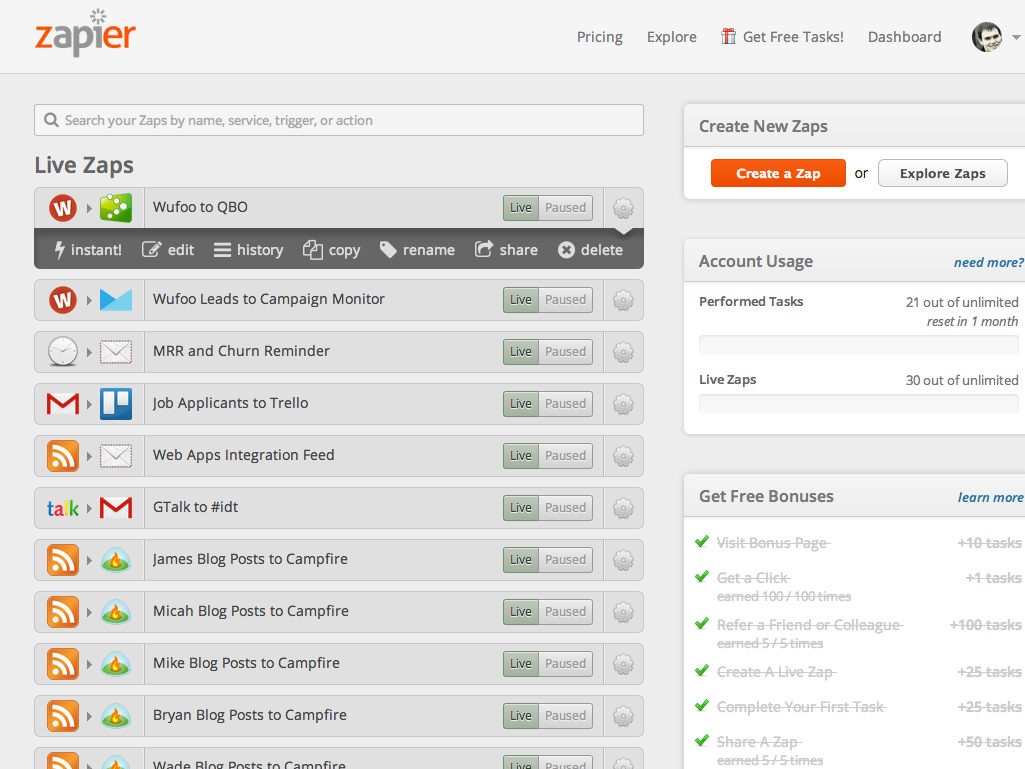 zapier
Pricing Explore Get Free Tasks! Dashboard
Search your Zaps by name, service, trigger, or action
Live Zaps
W Wufoo to QBO Live Paused
instant! edit history copy rename share delete
W Wufoo Leads to Campaign Monitor Live Paused
MRR and Churn Reminder Live Paused
Job Applicants to Trello Live Paused
Web Apps Integration Feed Live Paused
talk GTalk to #idt Live Paused
James Blog Posts to Campfire Live Paused
Micah Blog Posts to Campfire Live Paused
Mike Blog Posts to Campfire Live Paused
Bryan Blog Posts to Campfire Live Paused
Wade Blog Posts to Campfire Live Paused
Create New Zaps
Create a Zap or Explore Zaps
Account Usage need more?
Performed Tasks 21 out of unlimited
reset in 1 month
Live Zaps 30 out of unlimited
Get Free Bonuses learn more
Visit Bonus Page +10 tasks
Get a Click +1 tasks
earned 100 / 100 times
Refer a Friend or Colleague +100 tasks
earned 5 / 5 times
Create A Live Zap +25 tasks
Complete Your First Task +25 tasks
Share A Zap +50 tasks
earned 5 / 5 times